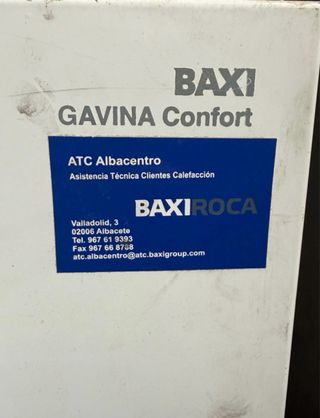 BAXI
GAVINA Confort
ATC Albacentro
Asistencia Técnica Clientes Calefacción
BAXIROCA
Valladolid, 3
02006 Albacete
Tel. 967 61 9393
Fax 967 66 8788
atc.albacentro@atc.baxigroup.com